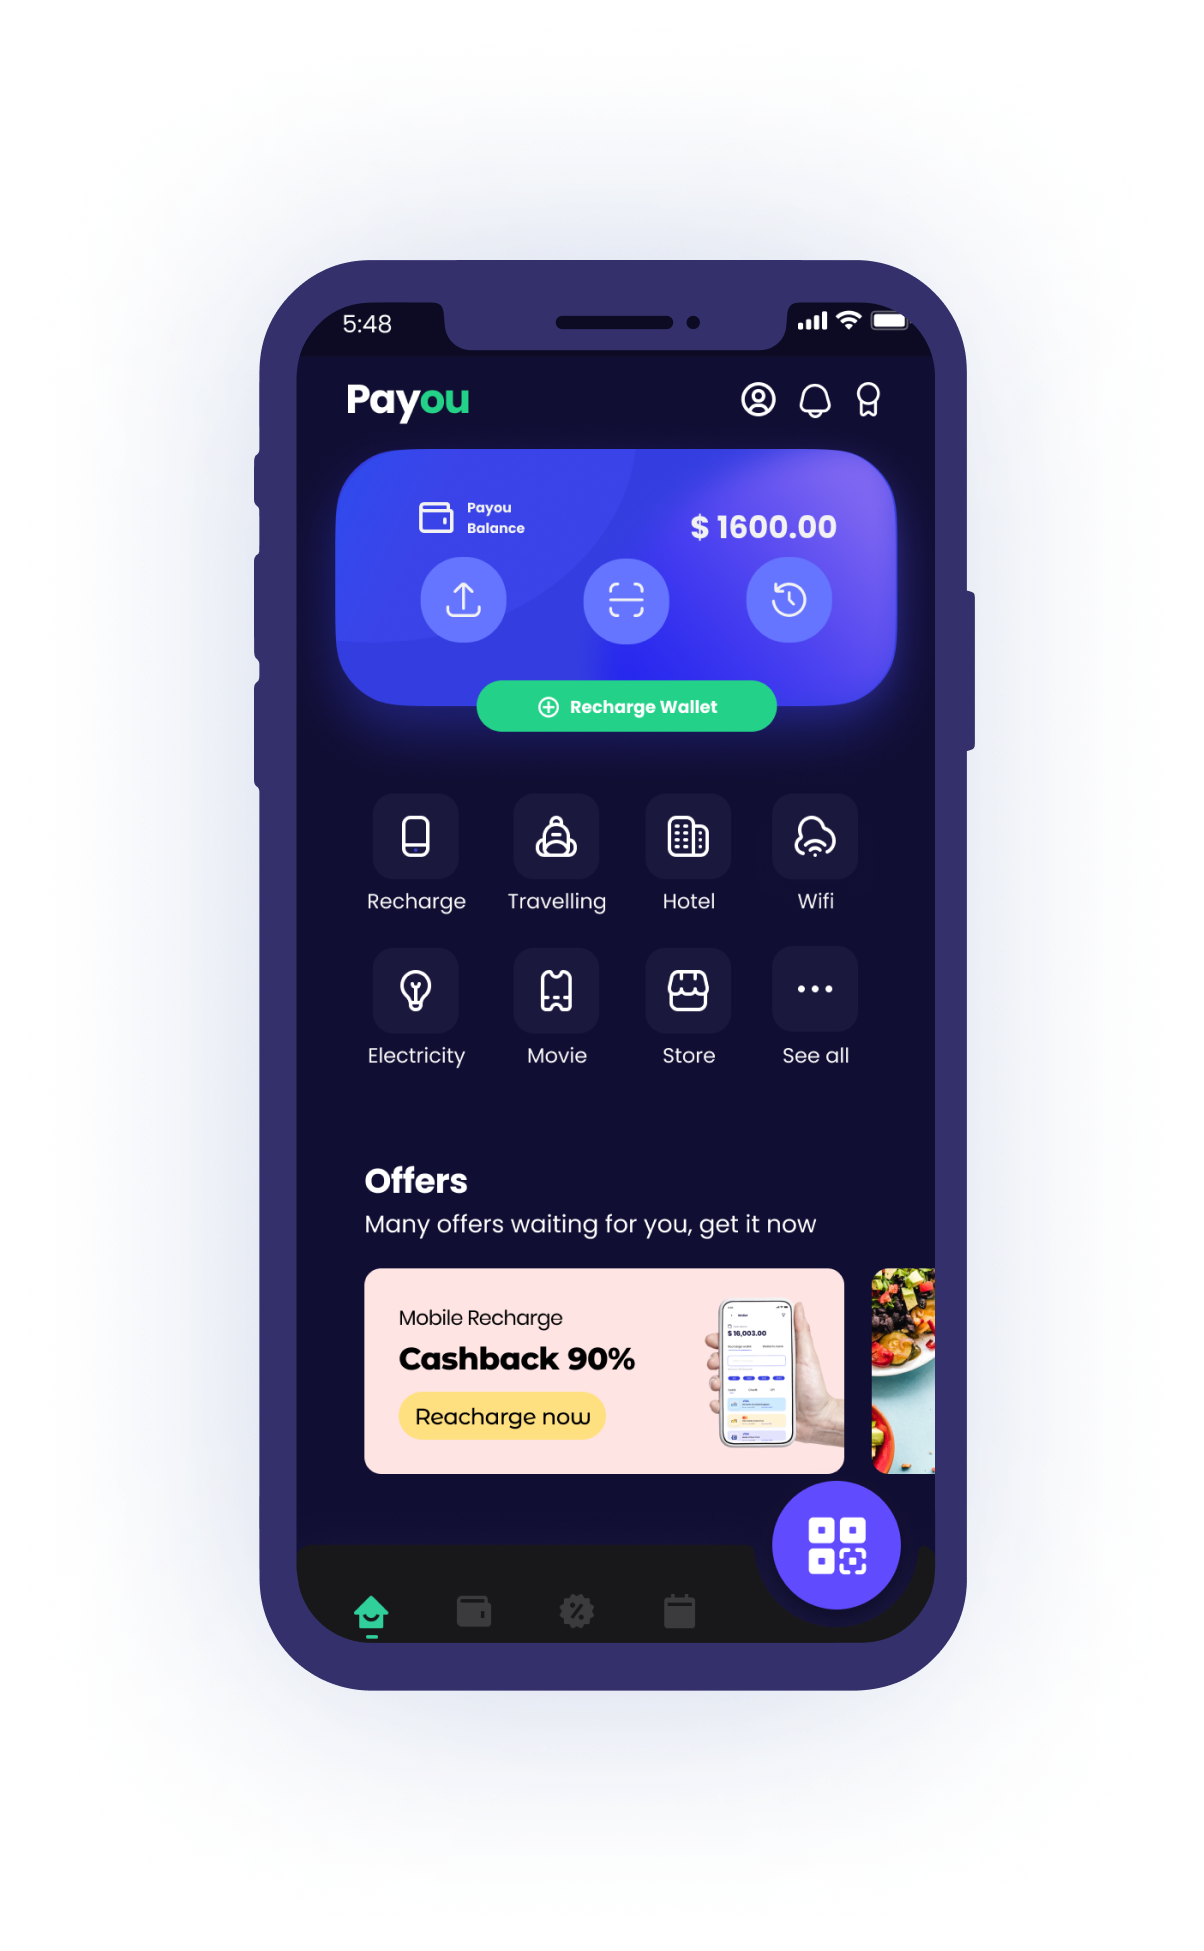 5:48
Payou
Payou
Balance
$ 1600.00
Recharge Wallet
Recharge
Travelling
Hotel
Wifi
Electricity
Movie
Store
See all
Offers
Many offers waiting for you, get it now
Mobile Recharge
Cashback 90%
Reacharge now
$ 16,003.00